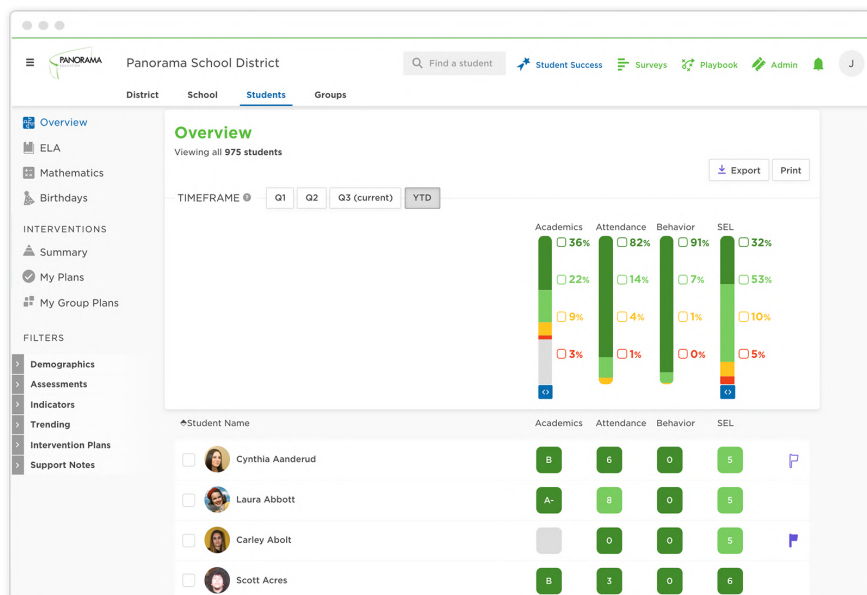 PANORAMA
Panorama School District
Find a student
Student Success
Surveys
Playbook
Admin
J
District
School
Students
Groups
Overview
ELA
Mathematics
Birthdays
INTERVENTIONS
Summary
My Plans
My Group Plans
FILTERS
Demographics
Assessments
Indicators
Trending
Intervention Plans
Support Notes
Overview
Viewing all 975 students
Export
Print
TIMEFRAME
Q1
Q2
Q3 (current)
YTD
Academics Attendance Behavior SEL
36% 82% 91% 32%
22% 14% 7% 53%
9% 4% 1% 10%
3% 1% 0% 5%
Student Name Academics Attendance Behavior SEL
Cynthia Aanderud B 6 0 5
Laura Abbott A- 8 0 5
Carley Abolt 0 0 5
Scott Acres B 3 0 6